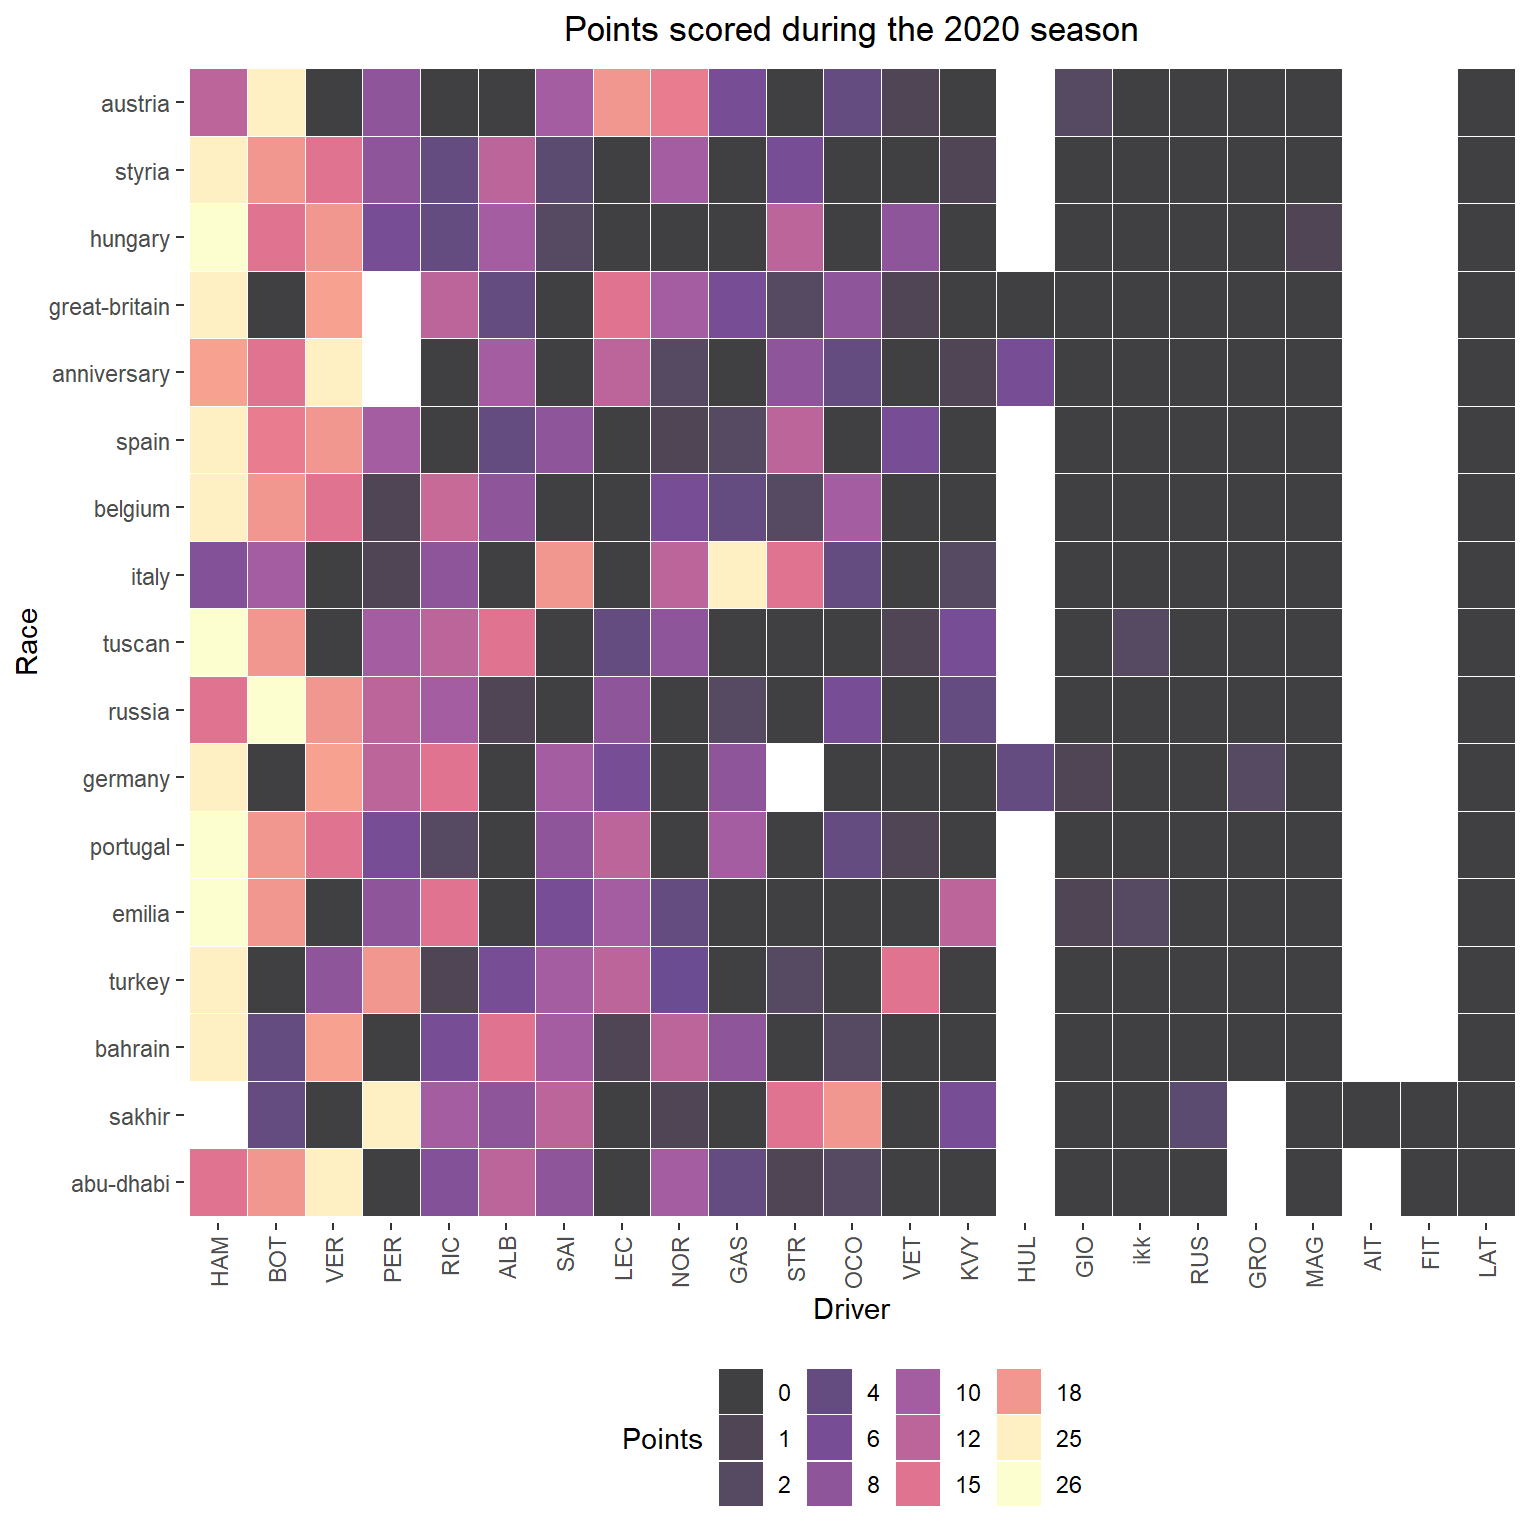 Points scored during the 2020 season
Race
austria
styria
hungary
great-britain
anniversary
spain
belgium
italy
tuscan
russia
germany
portugal
emilia
turkey
bahrain
sakhir
abu-dhabi
HAM BOT VER PER RIC ALB SAI LEC NOR GAS STR OCO VET KVY HUL GIO ikk RUS GRO MAG AIT FIT LAT
Driver
Points
0 4 10 18
1 6 12 25
2 8 15 26